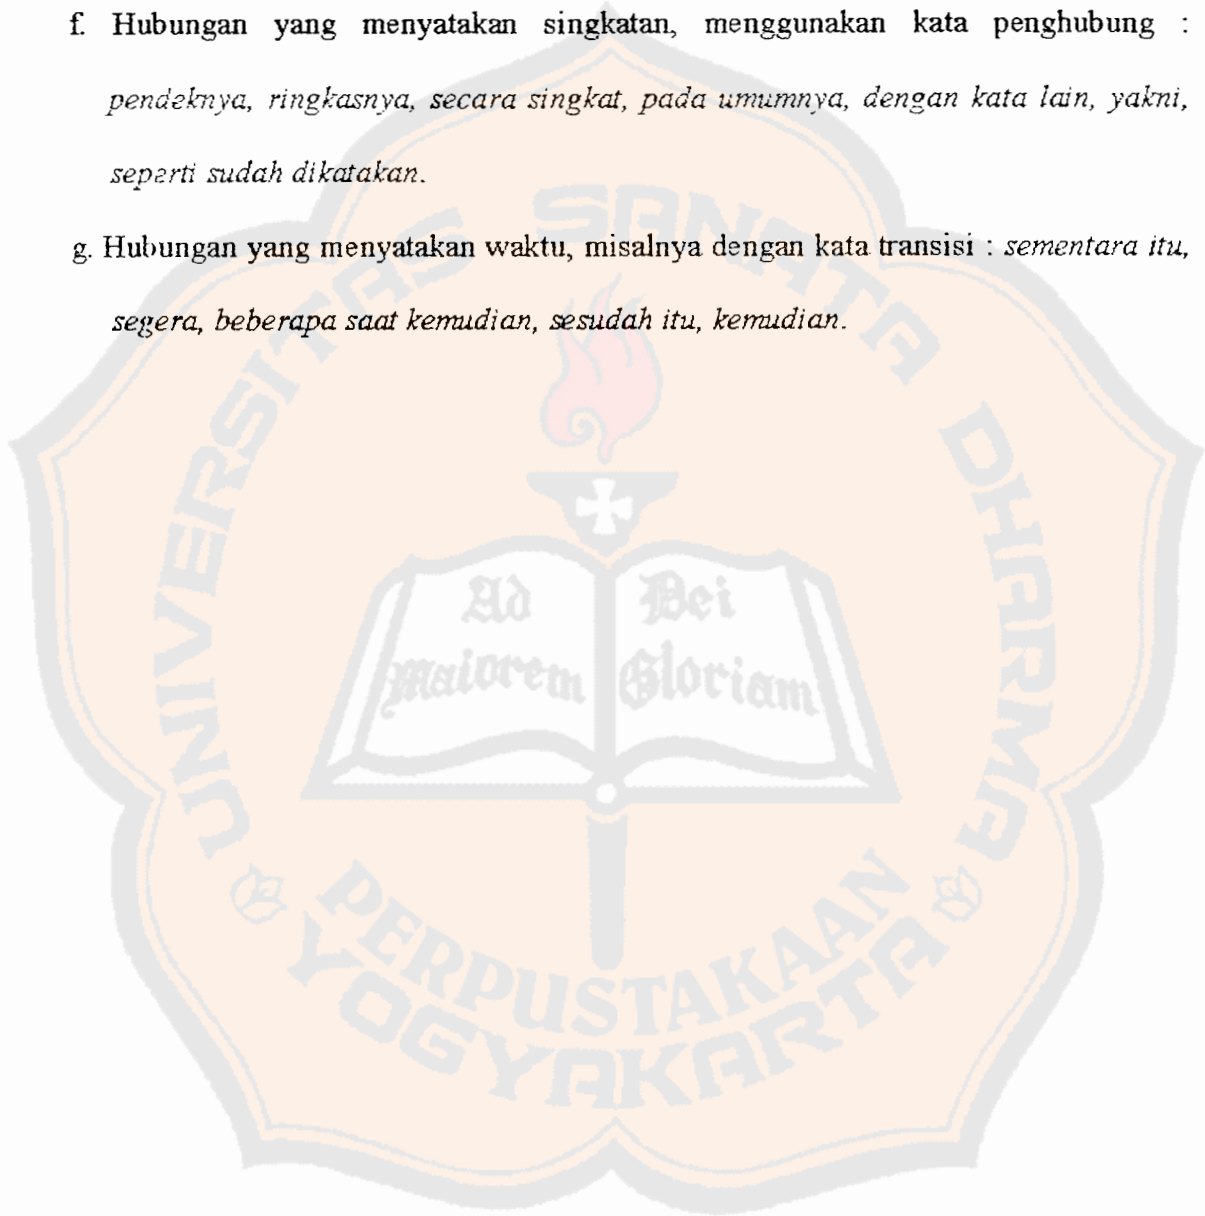 f. Hubungan yang menyatakan singkatan, menggunakan kata penghubung :
pendeknya, ringkasnya, secara singkat, pada umumnya, dengan kata lain, yakni,
seperti sudah dikatakan.
g. Hubungan yang menyatakan waktu, misalnya dengan kata transisi : sementara itu,
segera, beberapa saat kemudian, sesudah itu, kemudian.
UNIVERSITAS SANATA DHARMA
Ad Dei
maiorem Gloriam
PERPUSTAKAAN
YOGYAKARTA